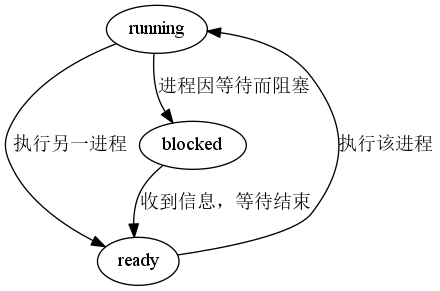 running
进程因等待而阻塞
执行另一进程
blocked
执行该进程
收到信息，等待结束
ready